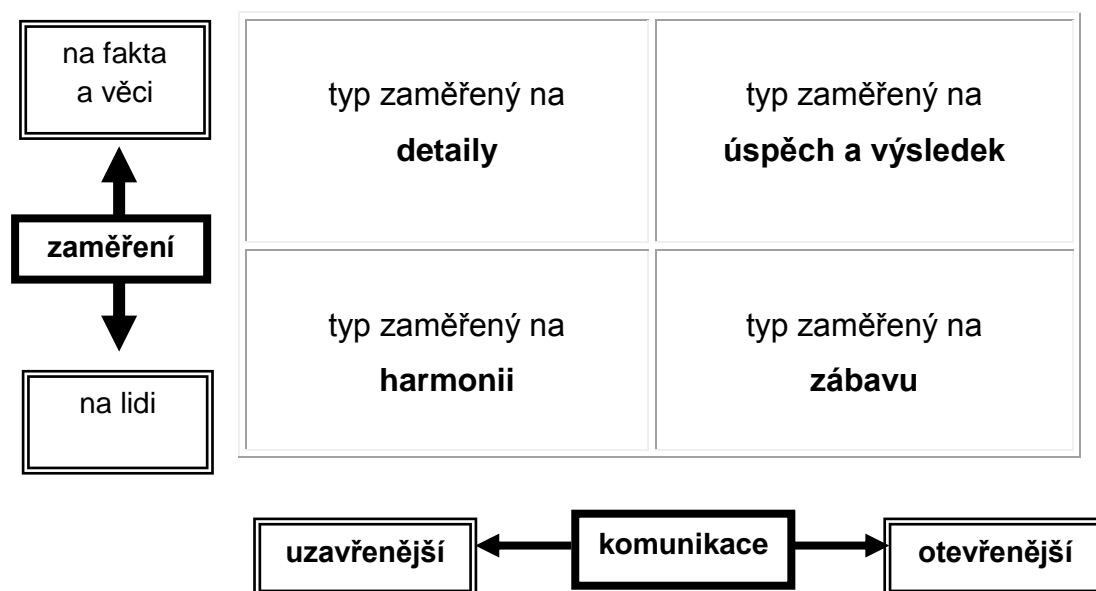 na fakta
a věci
typ zaměřený na
detaily
typ zaměřený na
úspěch a výsledek
zaměření
typ zaměřený na
harmonii
typ zaměřený na
zábavu
na lidi
uzavřenější
komunikace
otevřenější